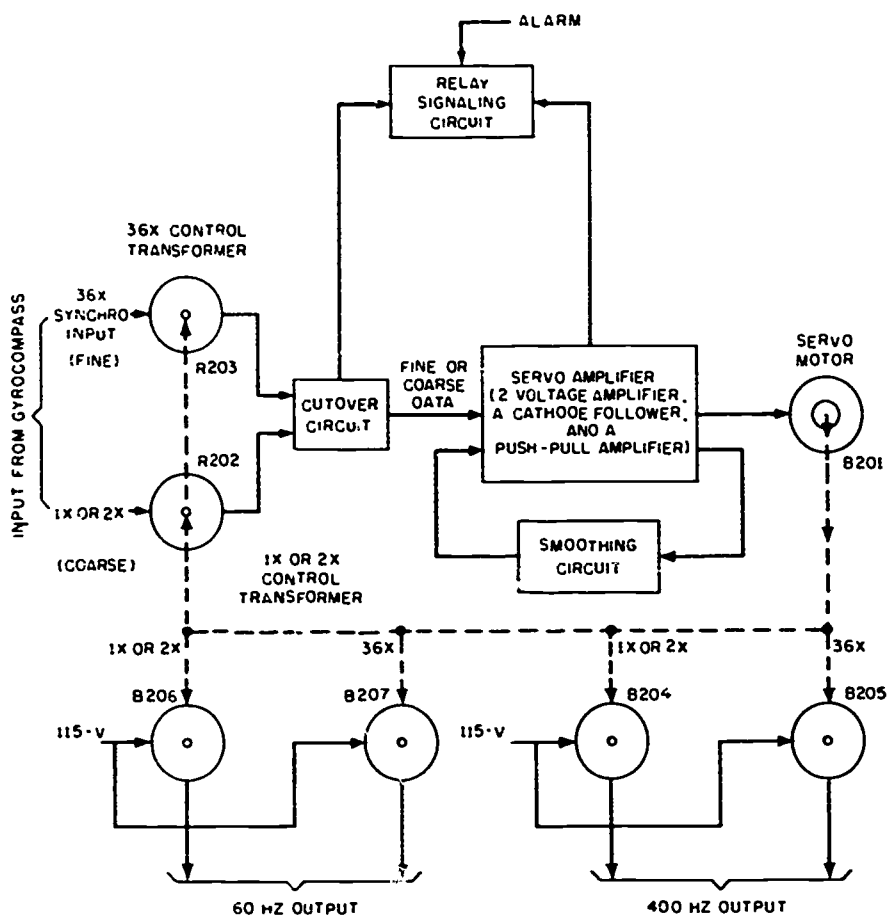 ALARM
RELAY
SIGNALING
CIRCUIT
36X CONTROL
TRANSFORMER
INPUT FROM GYROCOMPASS
36X
SYNCHRO
INPUT
(FINE)
R203
CUTOVER
CIRCUIT
FINE OR
COARSE
DATA
SERVO AMPLIFIER
(2 VOLTAGE AMPLIFIER,
A CATHODE FOLLOWER,
AND A
PUSH-PULL AMPLIFIER)
SERVO
MOTOR
B201
R202
1X OR 2X
(COARSE)
1X OR 2X
CONTROL
TRANSFORMER
SMOOTHING
CIRCUIT
1X OR 2X
36X
1X OR 2X
36X
B206
B207
B204
B205
115-V
115-V
60 HZ OUTPUT
400 HZ OUTPUT